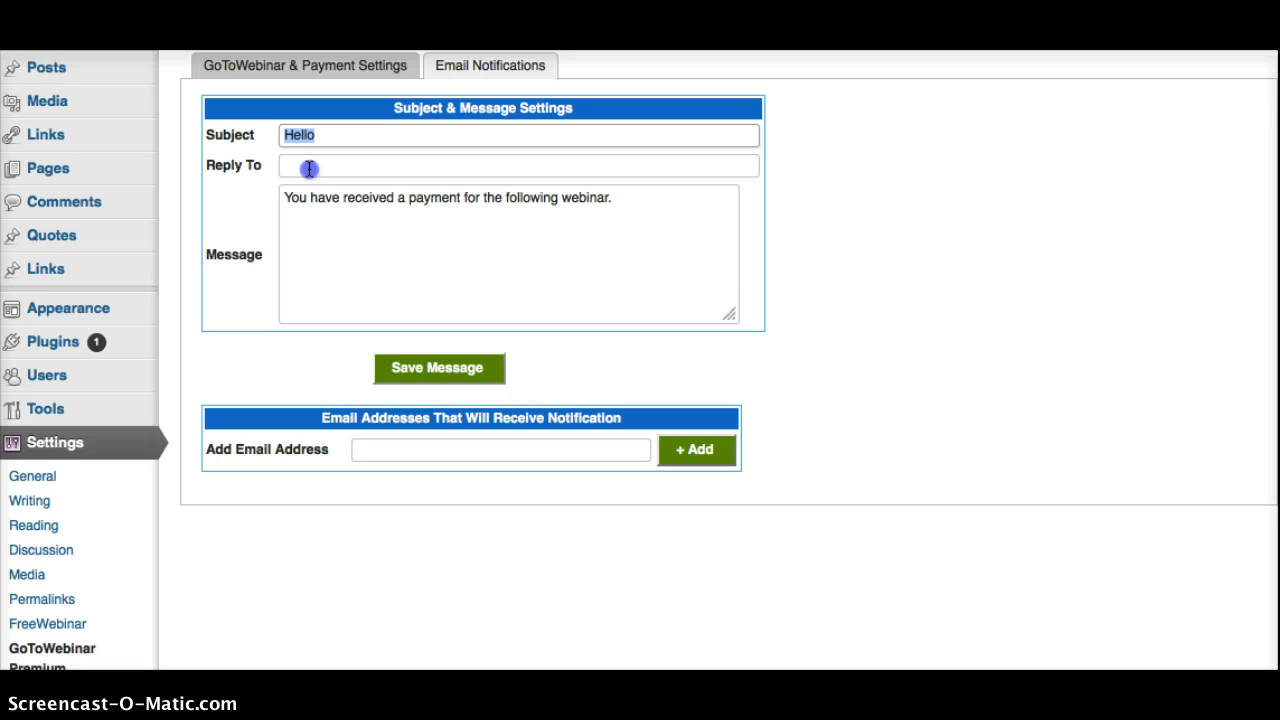 Posts
Media
Links
Pages
Comments
Quotes
Links
Appearance
Plugins 1
Users
Tools
Settings
General
Writing
Reading
Discussion
Media
Permalinks
FreeWebinar
GoToWebinar
Premium
GoToWebinar & Payment Settings
Email Notifications
Subject & Message Settings
Subject Hello
Reply To
Message You have received a payment for the following webinar.
Save Message
Email Addresses That Will Receive Notification
Add Email Address + Add
Screencast-O-Matic.com